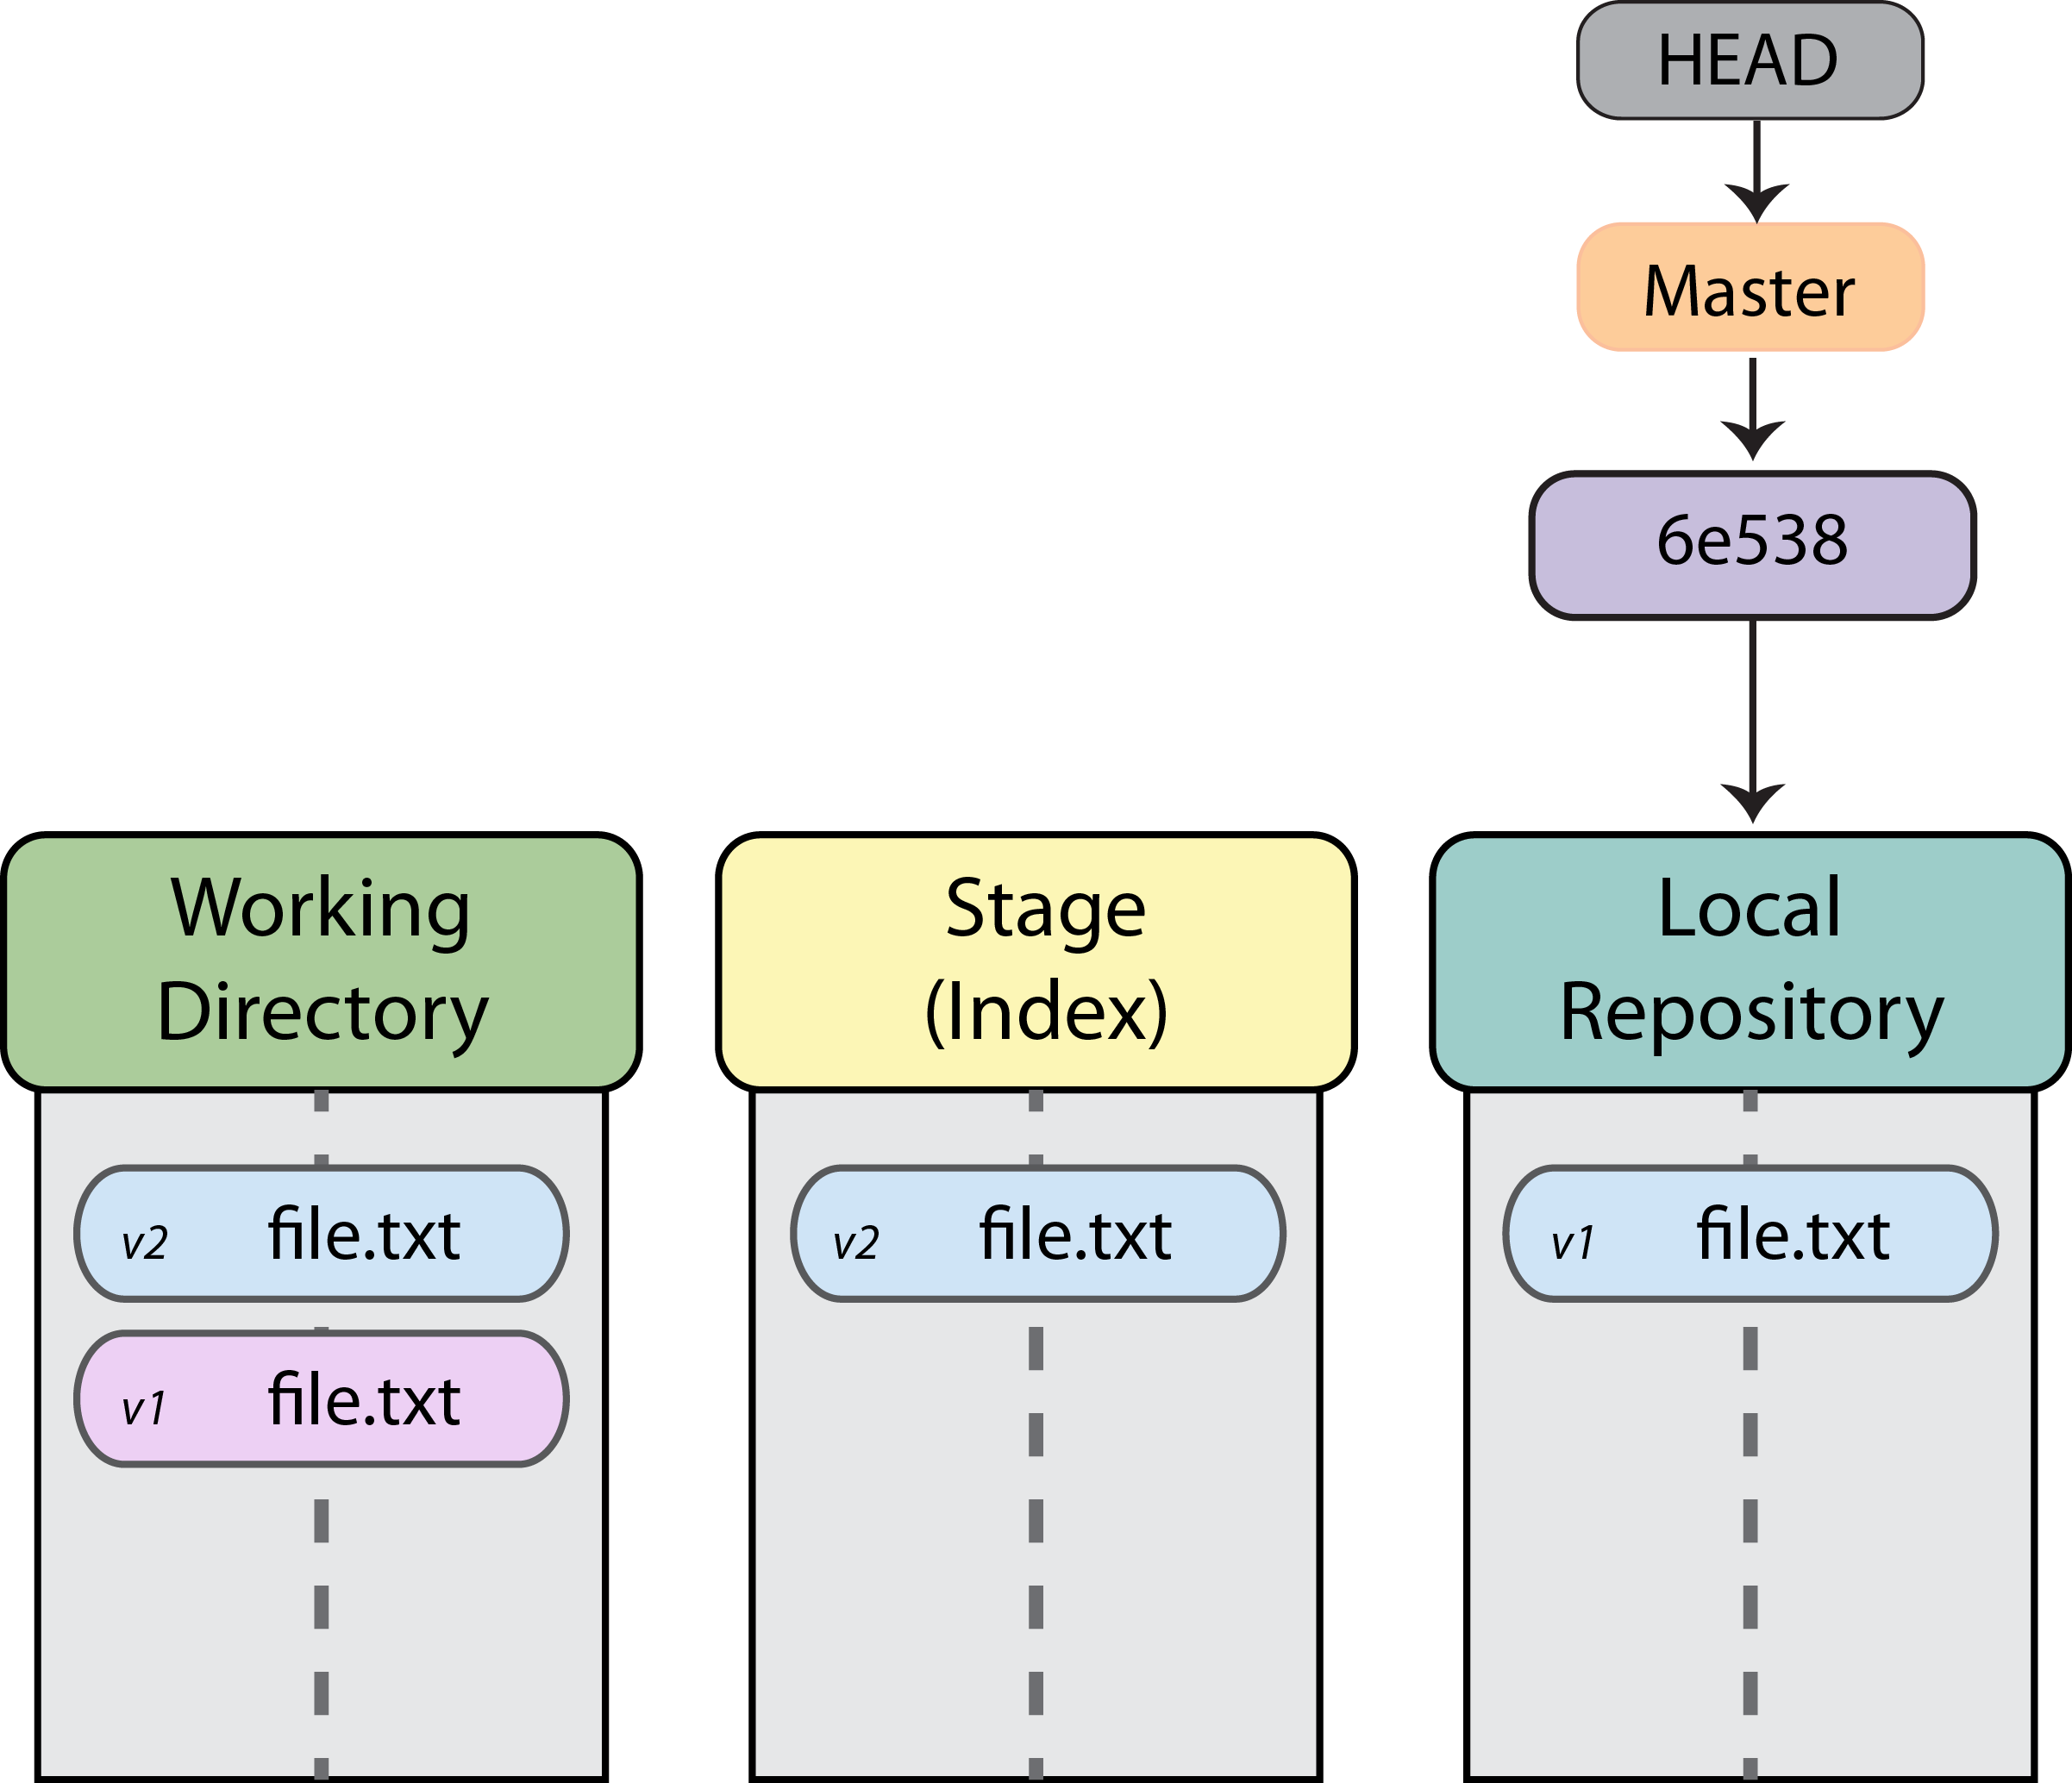 HEAD
Master
6e538
Working
Directory
Stage
(Index)
Local
Repository
v2 file.txt
v2 file.txt
v1 file.txt
v1 file.txt